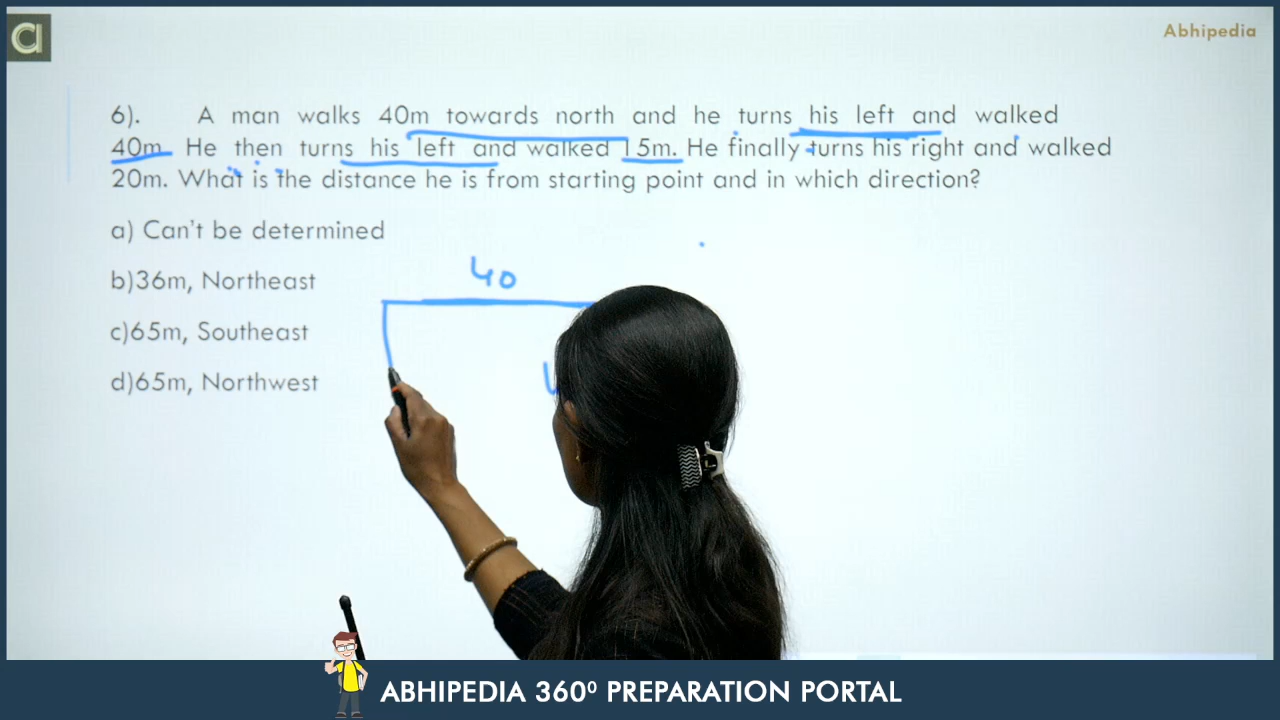 Abhipedia
6). A man walks 40m towards north and he turns his left and walked
40m. He then turns his left and walked 15m. He finally turns his right and walked
20m. What is the distance he is from starting point and in which direction?
a) Can't be determined
b)36m, Northeast
40
c)65m, Southeast
d)65m, Northwest
ABHIPEDIA 360⁰ PREPARATION PORTAL